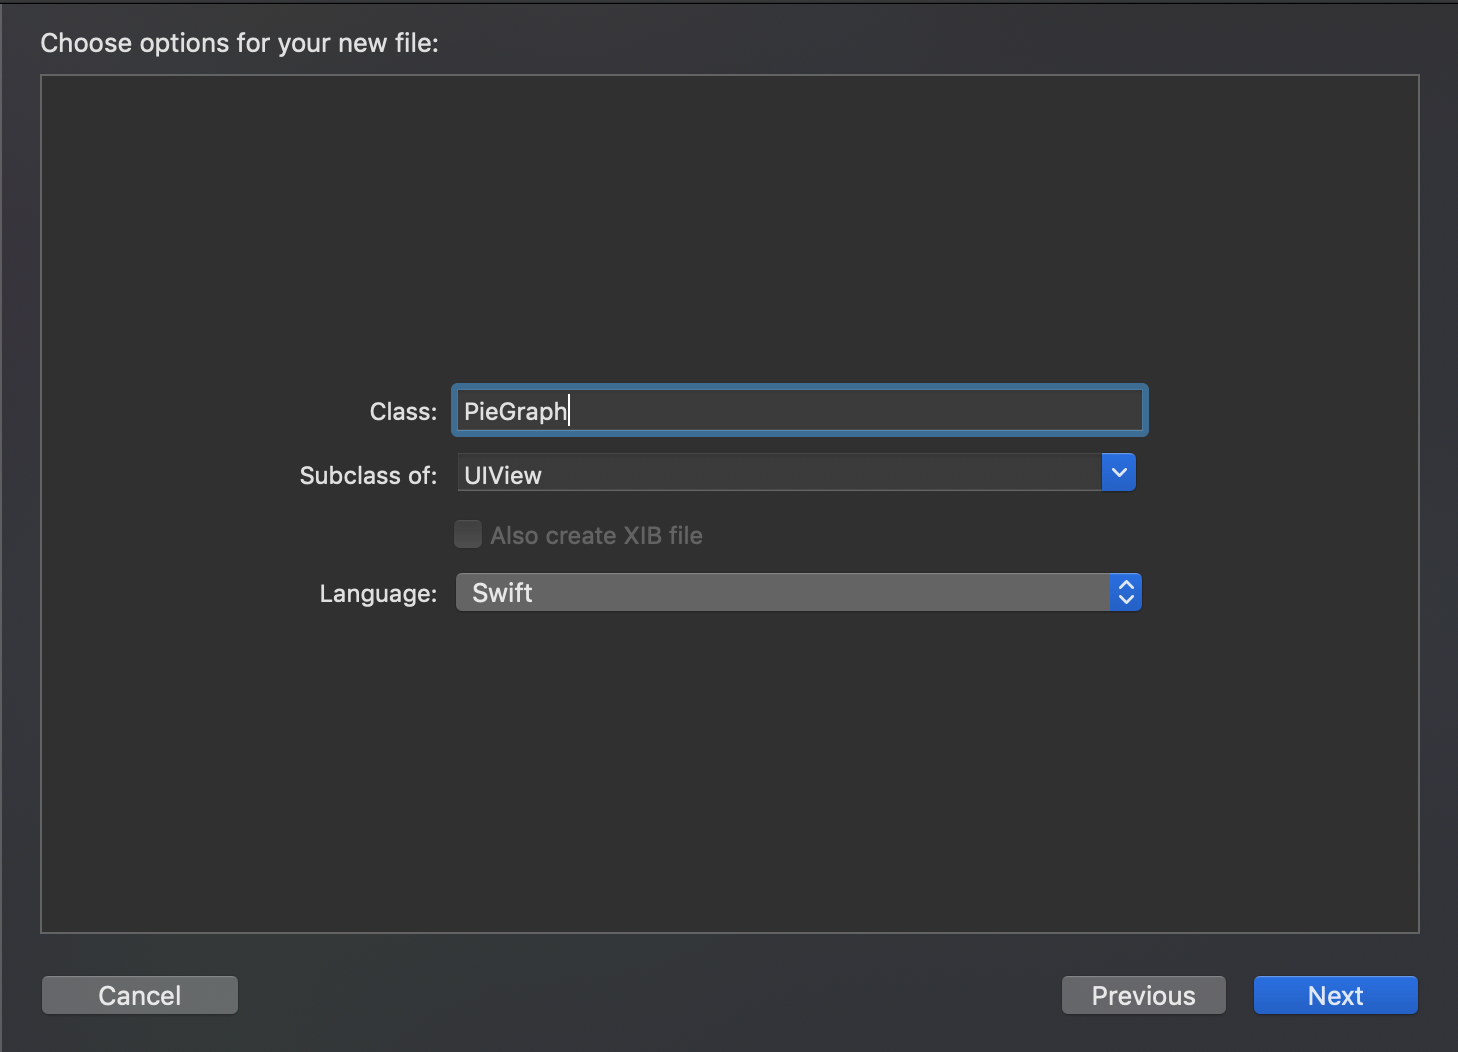 Choose options for your new file:
Class: PieGraph
Subclass of: UIView
Also create XIB file
Language: Swift
Cancel Previous Next